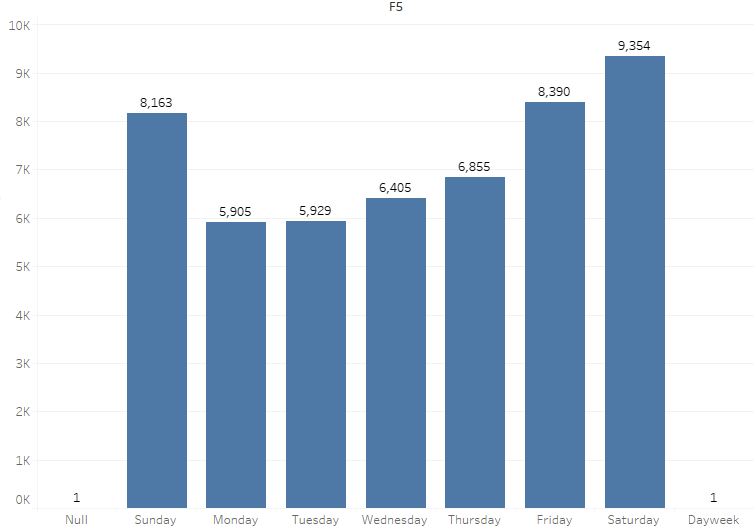 F5
10K
9K
8K
7K
6K
5K
4K
3K
2K
1K
0K
1
8,163
5,905
5,929
6,405
6,855
8,390
9,354
1
Null Sunday Monday Tuesday Wednesday Thursday Friday Saturday Dayweek